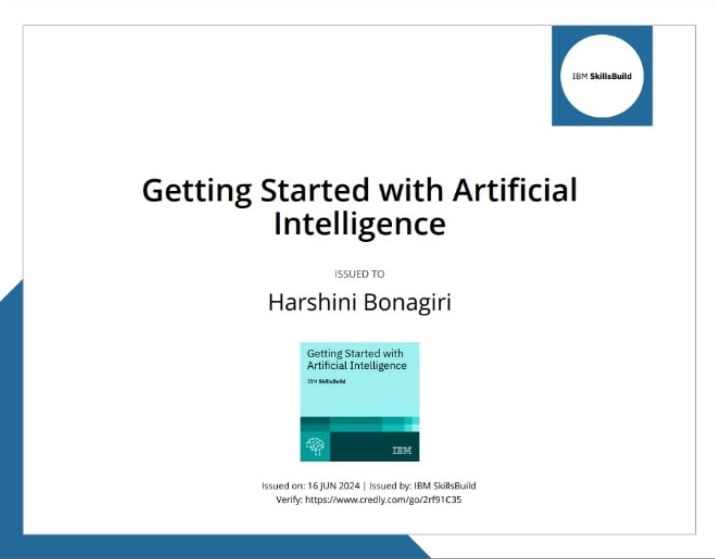 IBM SkillsBuild
Getting Started with Artificial
Intelligence
ISSUED TO
Harshini Bonagiri
Getting Started with
Artificial Intelligence
IBM SkillsBuild
IBM
Issued on: 16 JUN 2024 | Issued by: IBM SkillsBuild
Verify: https://www.credly.com/go/2rf91C35